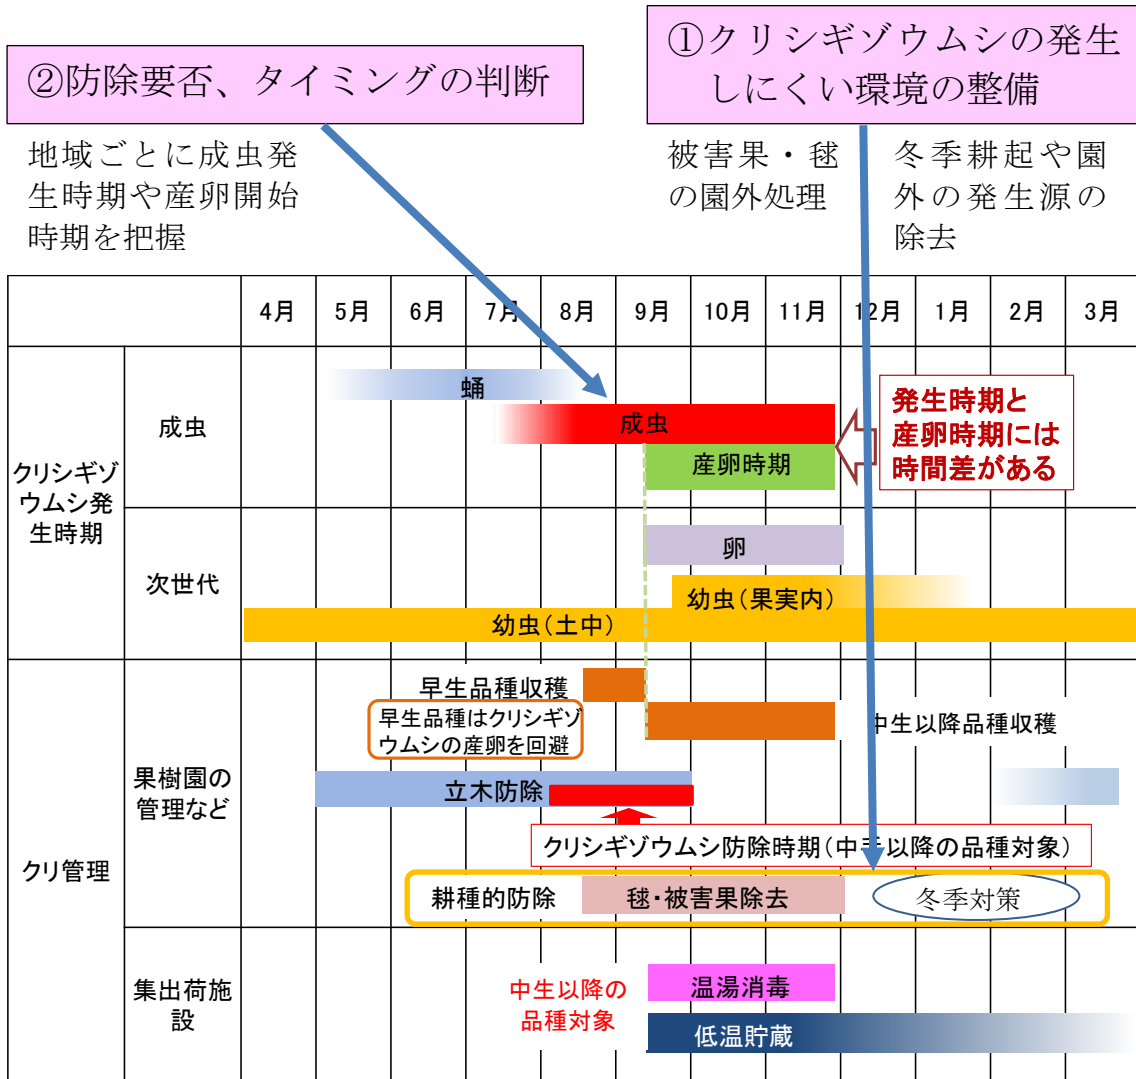 ①クリシギゾウムシの発生
しにくい環境の整備
②防除要否、タイミングの判断
地域ごとに成虫発
生時期や産卵開始
時期を把握
被害果・毬
の園外処理
冬季耕起や園
外の発生源の
除去
4月 5月 6月 7月 8月 9月 10月 11月 12月 1月 2月 3月
クリシギゾ
ウムシ発
生時期
成虫
蛹
成虫
産卵時期
発生時期と
産卵時期には
時間差がある
次世代
卵
幼虫(果実内)
幼虫(土中)
クリ管理
果樹園の
管理など
早生品種収穫
早生品種はクリシギゾ
ウムシの産卵を回避
中生以降品種収穫
立木防除
クリシギゾウムシ防除時期(中手以降の品種対象)
耕種的防除
毬・被害果除去
冬季対策
集出荷施
設
中生以降の
品種対象
温湯消毒
低温貯蔵